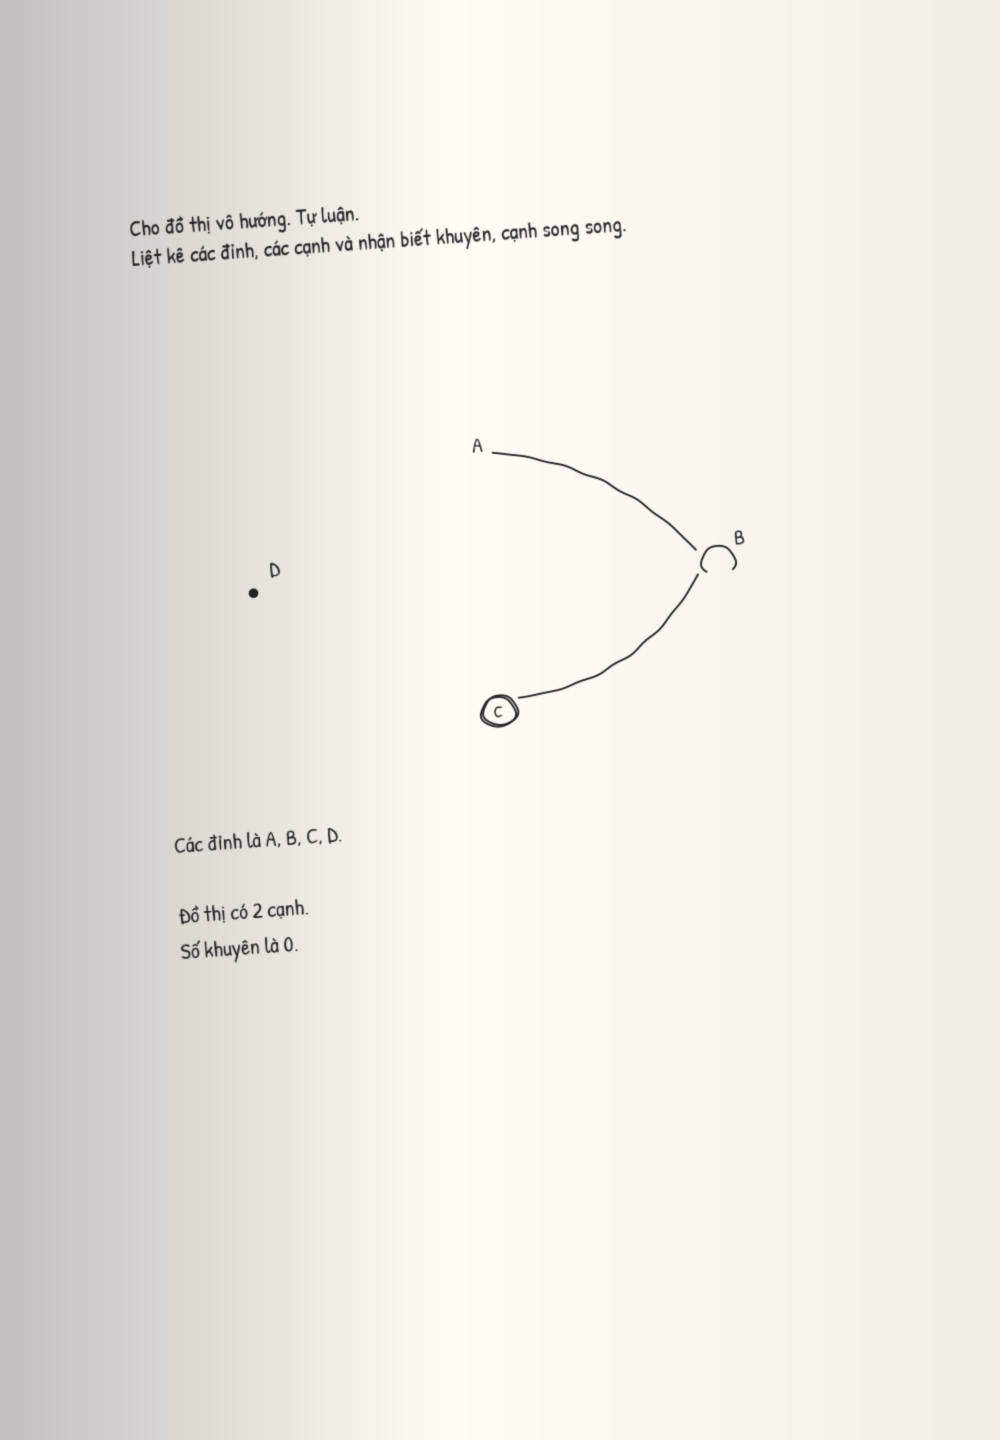 Cho đồ thị vô hướng. Tự luận.
Liệt kê các đỉnh, các cạnh và nhận biết khuyên, cạnh song song.
A
B
D
C
Các đỉnh là A, B, C, D.
Đồ thị có 2 cạnh.
Số khuyên là 0.